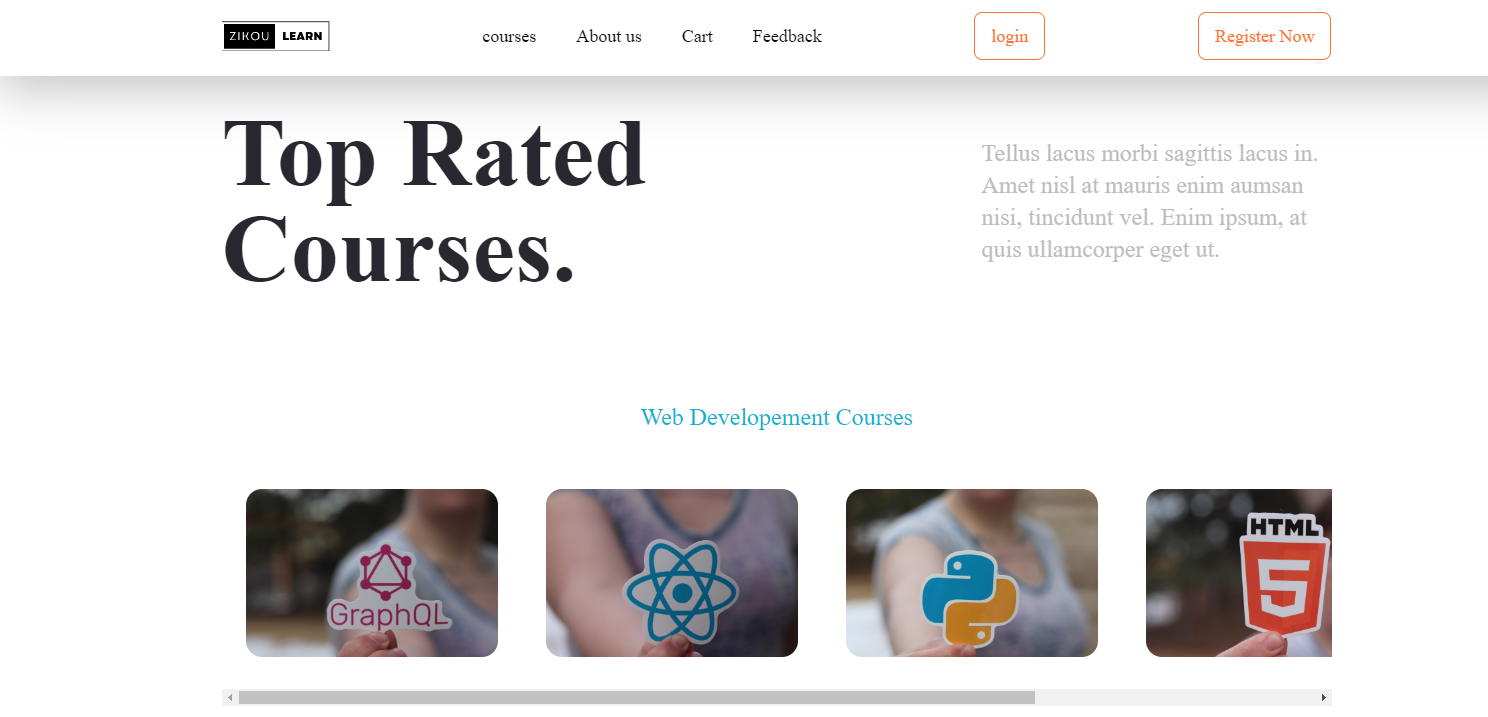 ZIKOU LEARN
courses About us Cart Feedback login Register Now
Top Rated
Courses.
Tellus lacus morbi sagittis lacus in.
Amet nisl at mauris enim aumsan
nisi, tincidunt vel. Enim ipsum, at
quis ullamcorper eget ut.
Web Developement Courses
GraphQL
HTML
5